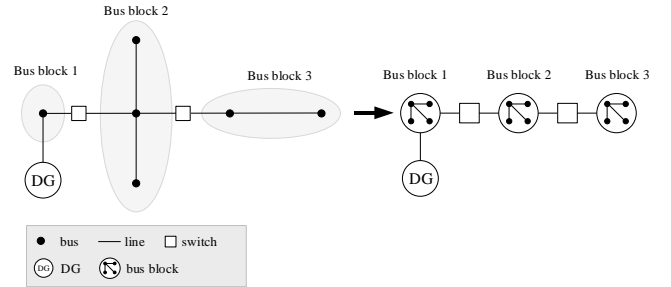 Bus block 2
Bus block 1
Bus block 3
DG
Bus block 1 Bus block 2 Bus block 3
DG
bus line switch
DG DG bus block